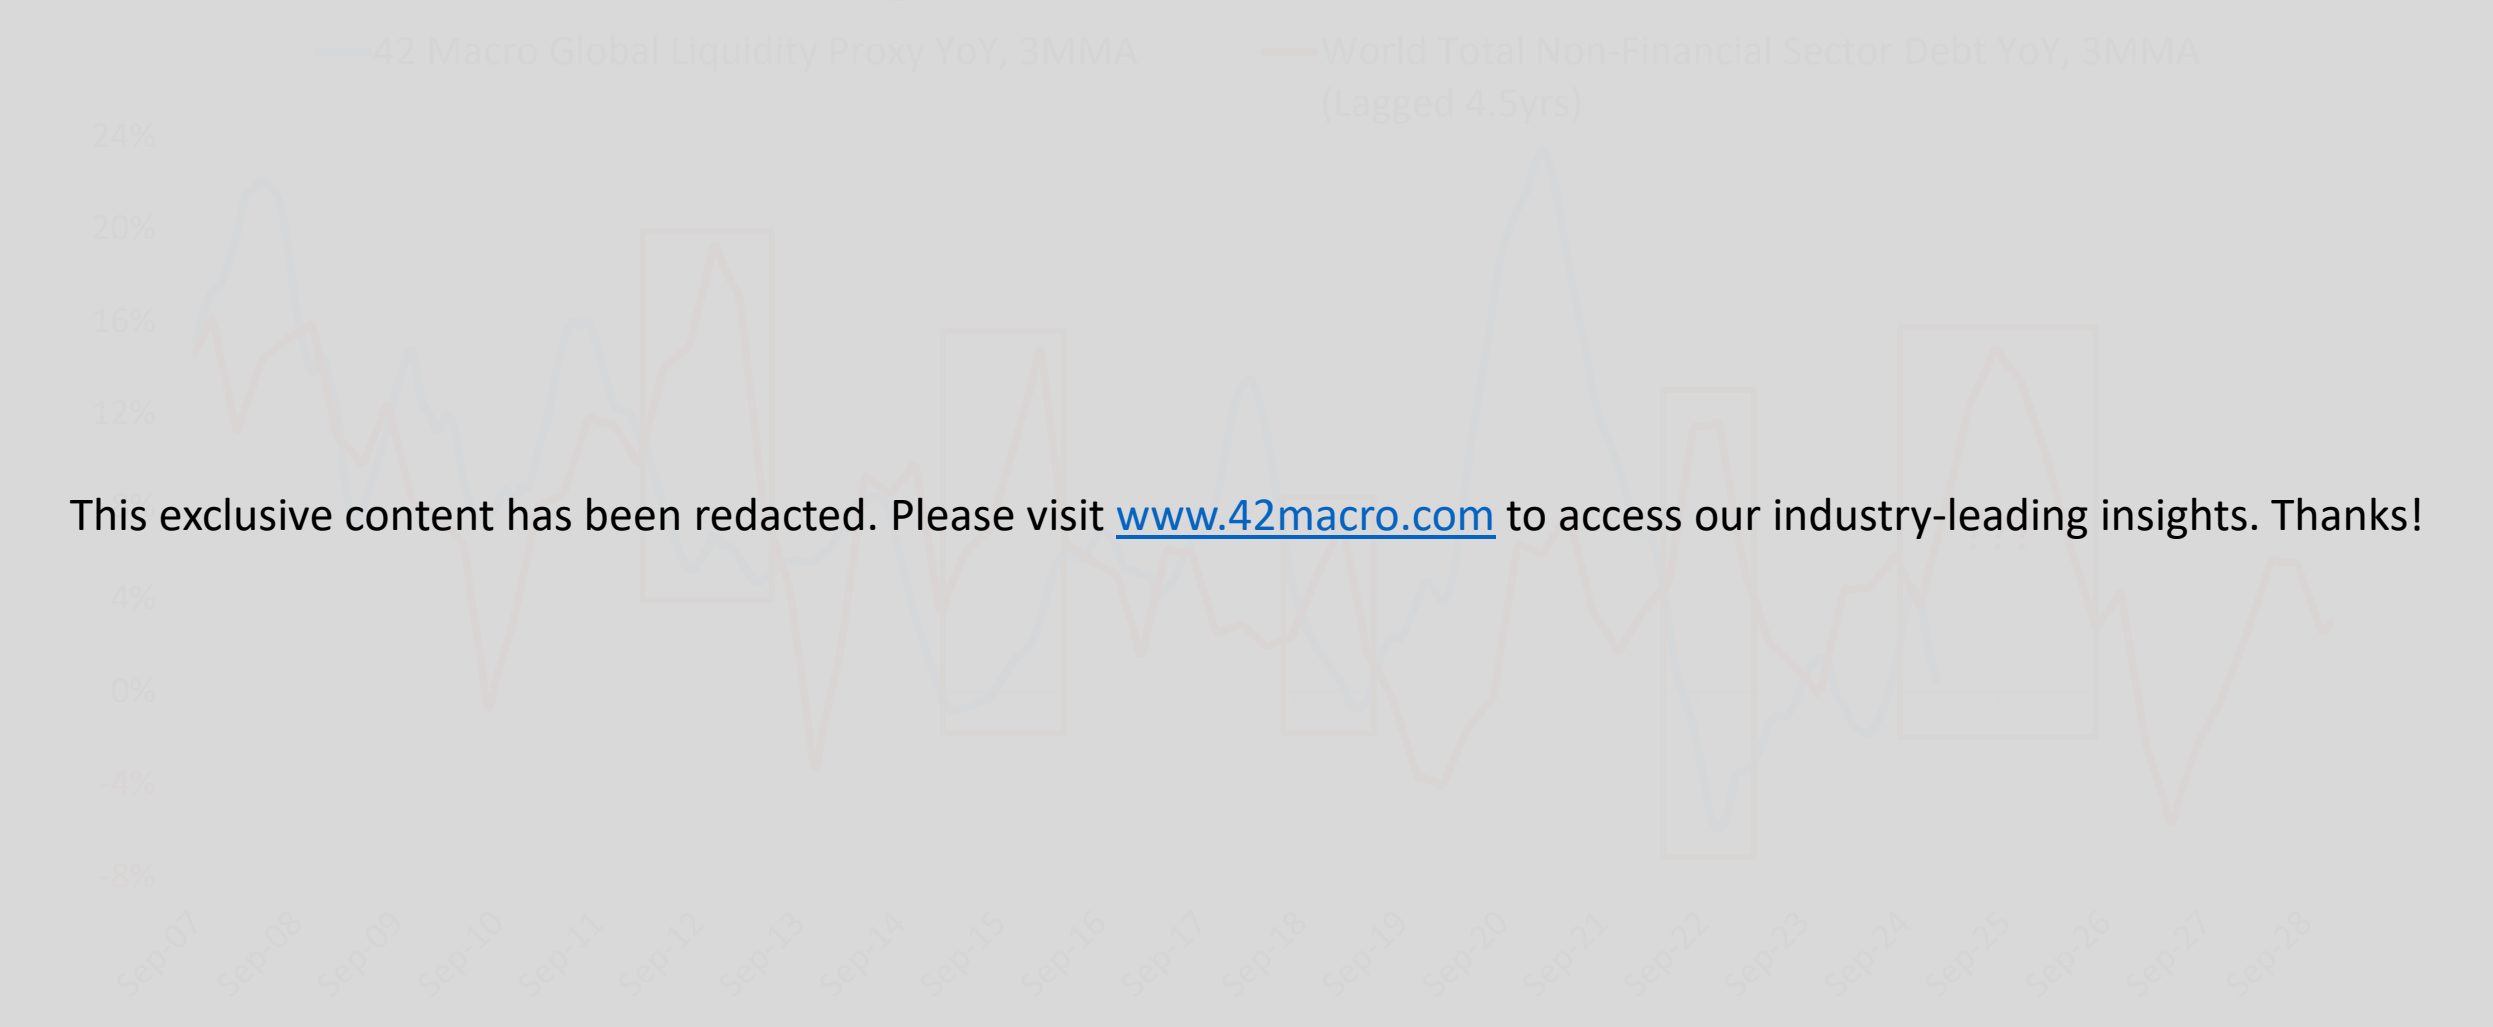 42 Macro Global Liquidity Proxy YoY, 3MMA
World Total Non-Financial Sector Debt YoY, 3MMA
(Lagged 4.5yrs)
24%
20%
16%
12%
This exclusive content has been redacted. Please visit www.42macro.com to access our industry-leading insights. Thanks!
4%
0%
-4%
-8%
Sep-07 Sep-08 Sep-09 Sep-10 Sep-11 Sep-12 Sep-13 Sep-14 Sep-15 Sep-16 Sep-17 Sep-18 Sep-19 Sep-20 Sep-21 Sep-22 Sep-23 Sep-24 Sep-25 Sep-26 Sep-27 Sep-28